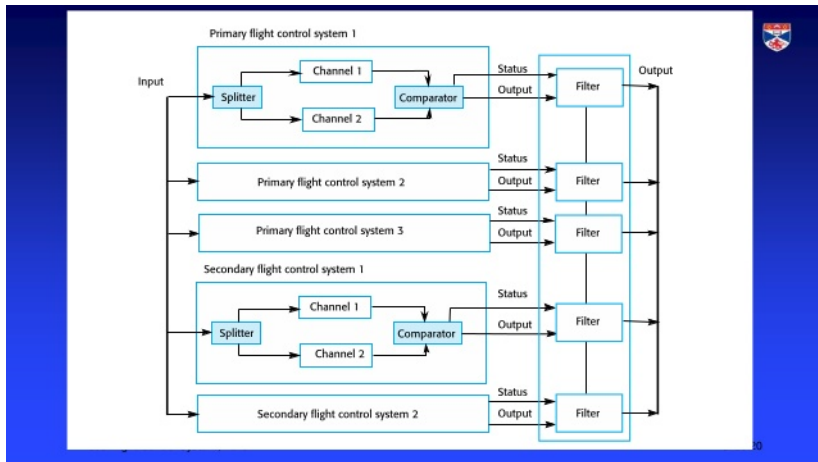 Primary flight control system 1
Input
Splitter
Channel 1
Channel 2
Comparator
Status
Output
Filter
Output
Primary flight control system 2
Status
Output
Filter
Primary flight control system 3
Status
Output
Filter
Secondary flight control system 1
Splitter
Channel 1
Channel 2
Comparator
Status
Output
Filter
Secondary flight control system 2
Status
Output
Filter